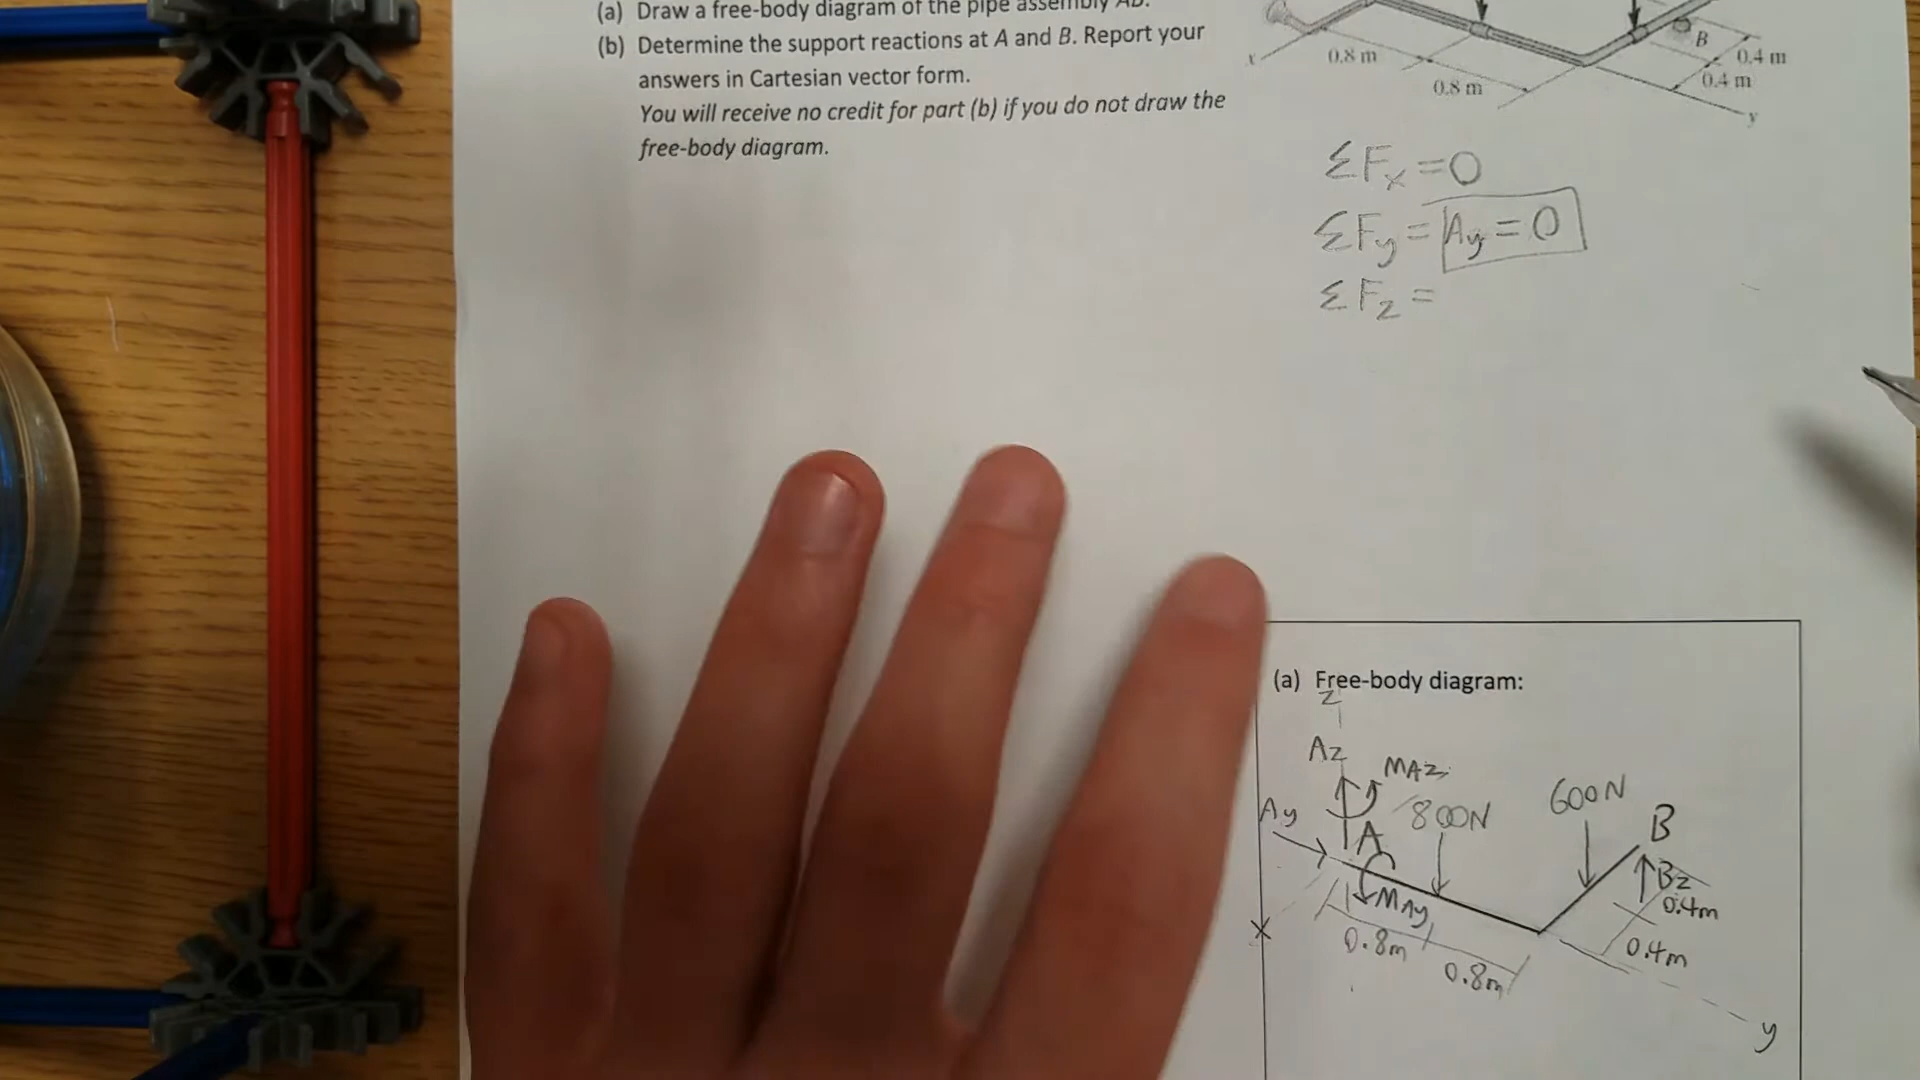 (a) Draw a free-body diagram of the pipe assembly AB.
(b) Determine the support reactions at A and B. Report your
answers in Cartesian vector form.
You will receive no credit for part (b) if you do not draw the
free-body diagram.
x
0.8 m
0.8 m
B
0.4 m
0.4 m
y
ΣFx=0
ΣFy=Ay=0
ΣFz=
(a) Free-body diagram:
z
Az
MAz
Ay
A
800N
600N
B
Bz
MAy
0.4m
0.4m
0.8m
0.8m
x
y